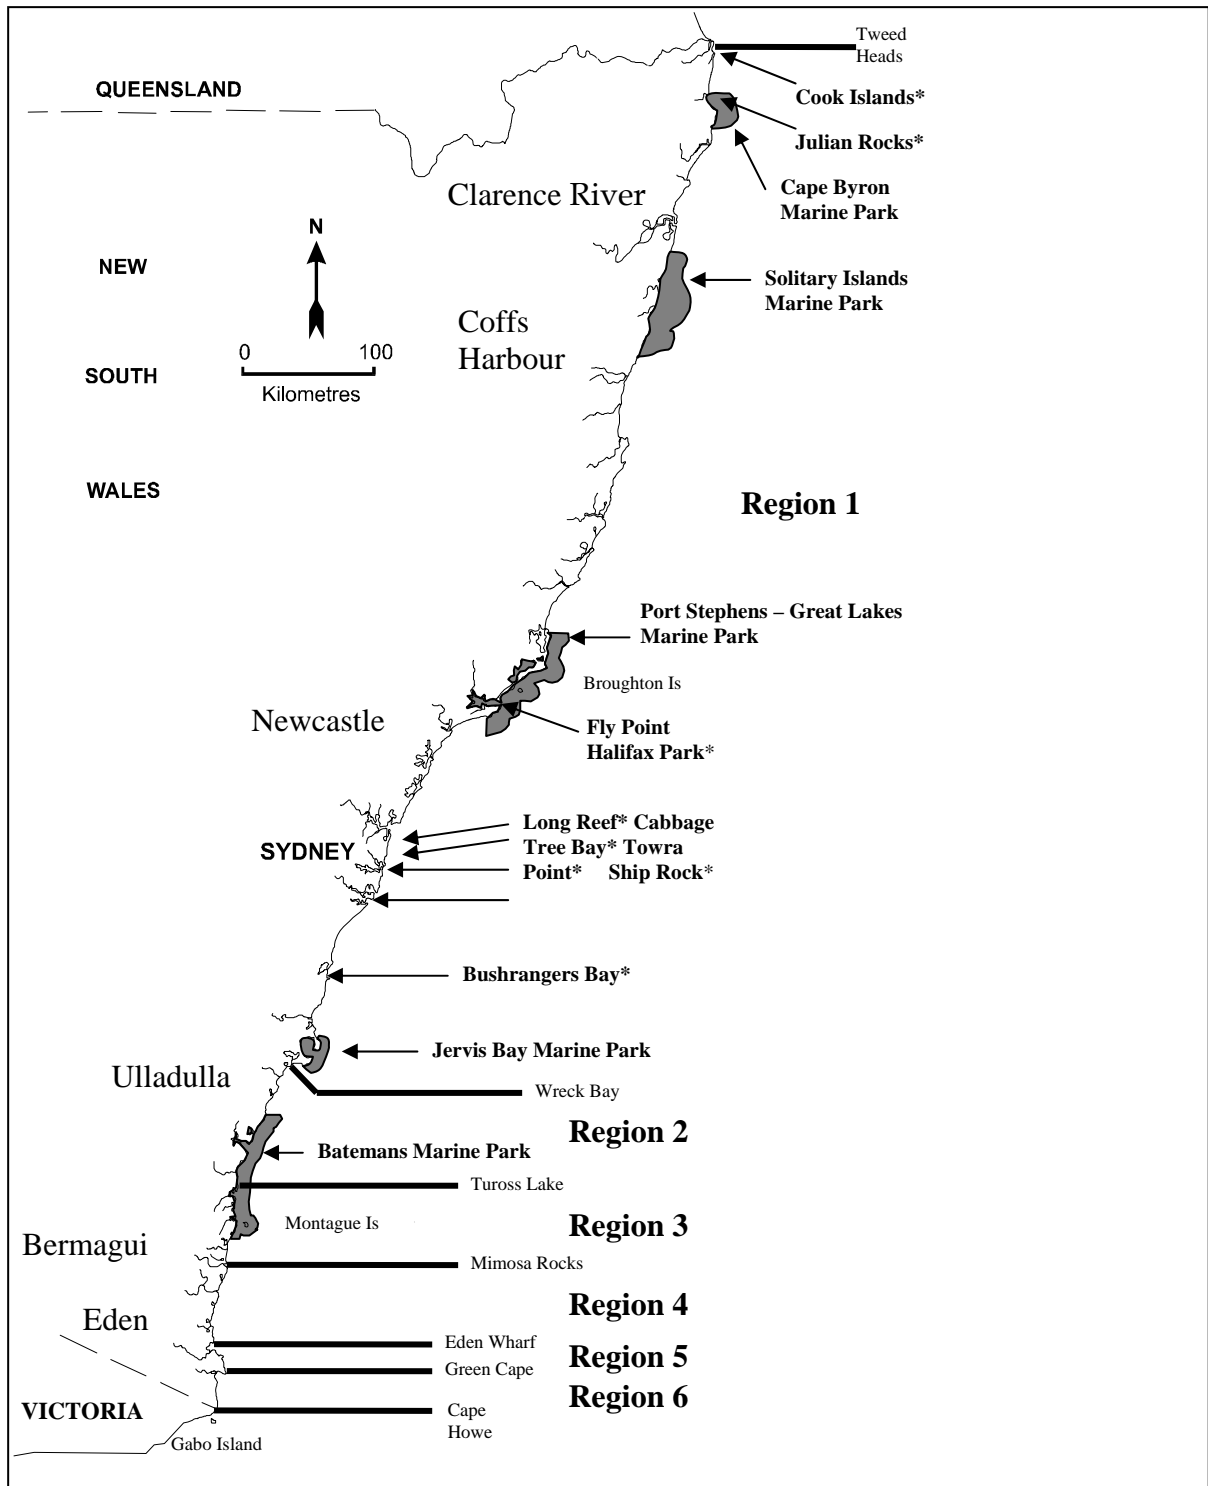 Tweed
Heads
QUEENSLAND
Cook Islands*
Julian Rocks*
Clarence River
Cape Byron
Marine Park
N
NEW
Solitary Islands
Marine Park
Coffs
Harbour
0 100
Kilometres
SOUTH
WALES
Region 1
Port Stephens – Great Lakes
Marine Park
Broughton Is
Newcastle
Fly Point
Halifax Park*
SYDNEY
Long Reef* Cabbage
Tree Bay* Towra
Point* Ship Rock*
Bushrangers Bay*
Jervis Bay Marine Park
Ulladulla
Wreck Bay
Region 2
Batemans Marine Park
Tuross Lake
Montague Is
Region 3
Bermagui
Mimosa Rocks
Region 4
Eden
Eden Wharf
Region 5
Green Cape
Region 6
VICTORIA
Cape
Howe
Gabo Island